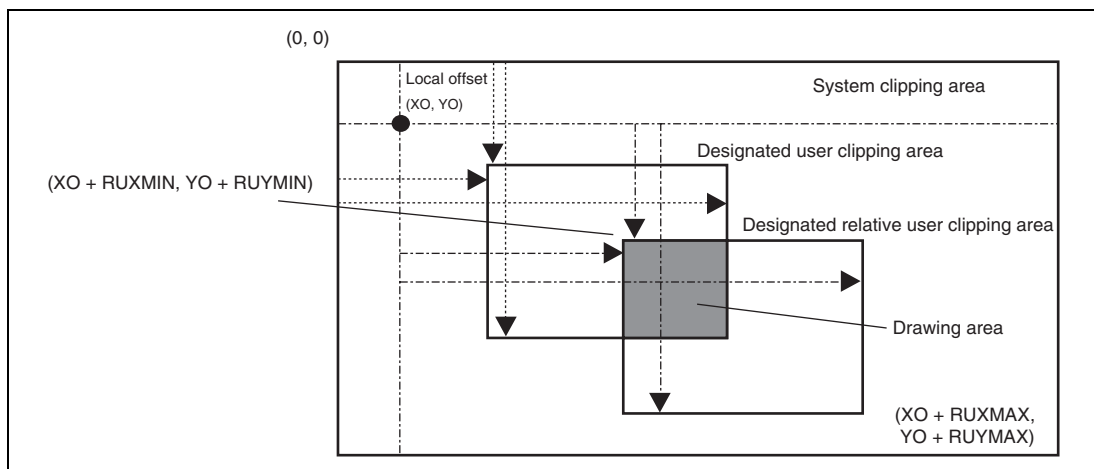 (0, 0)
Local offset
(XO, YO)
System clipping area
Designated user clipping area
(XO + RUXMIN, YO + RUYMIN)
Designated relative user clipping area
Drawing area
(XO + RUXMAX,
YO + RUYMAX)